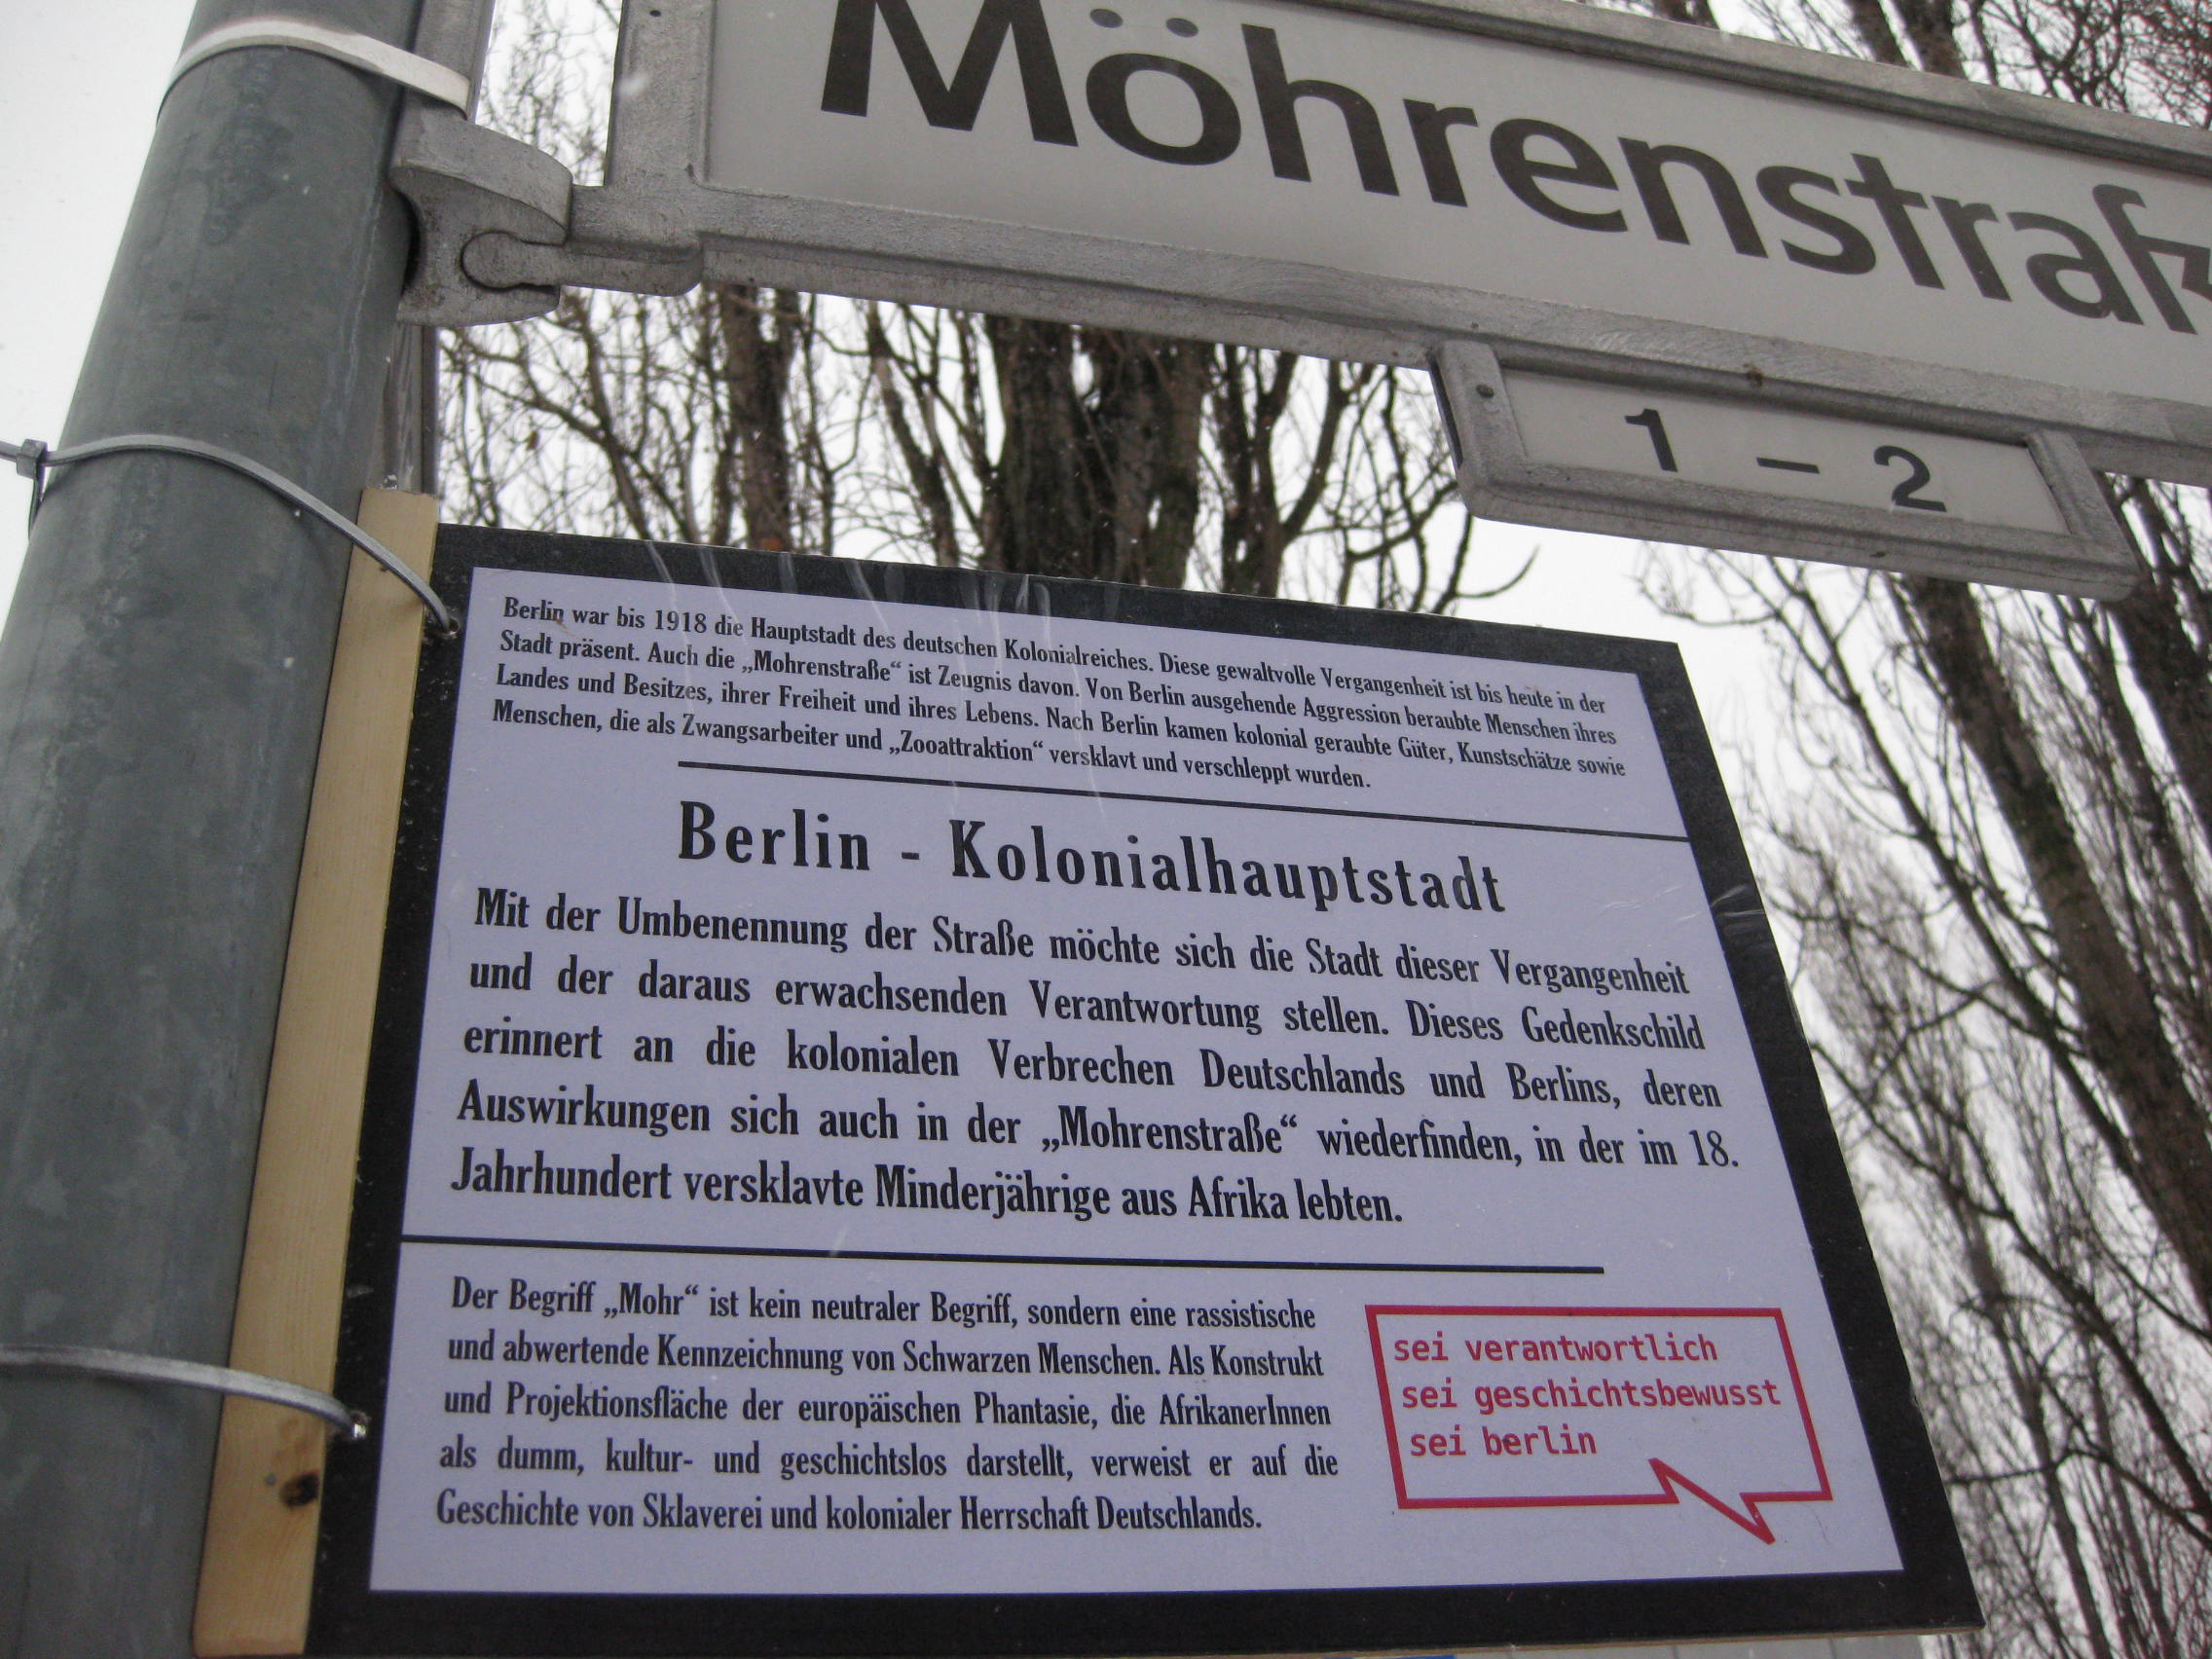 Möhrenstraß
1 – 2
Berlin war bis 1918 die Hauptstadt des deutschen Kolonialreiches. Diese gewaltvolle Vergangenheit ist bis heute in der
Stadt präsent. Auch die „Mohrenstraße“ ist Zeugnis davon. Von Berlin ausgehende Aggression beraubte Menschen ihres
Landes und Besitzes, ihrer Freiheit und ihres Lebens. Nach Berlin kamen kolonial geraubte Güter, Kunstschätze sowie
Menschen, die als Zwangsarbeiter und „Zooattraktion“ versklavt und verschleppt wurden.
Berlin - Kolonialhauptstadt
Mit der Umbenennung der Straße möchte sich die Stadt dieser Vergangenheit
und der daraus erwachsenden Verantwortung stellen. Dieses Gedenkschild
erinnert an die kolonialen Verbrechen Deutschlands und Berlins, deren
Auswirkungen sich auch in der „Mohrenstraße“ wiederfinden, in der im 18.
Jahrhundert versklavte Minderjährige aus Afrika lebten.
Der Begriff „Mohr“ ist kein neutraler Begriff, sondern eine rassistische
und abwertende Kennzeichnung von Schwarzen Menschen. Als Konstrukt
und Projektionsfläche der europäischen Phantasie, die AfrikanerInnen
als dumm, kultur- und geschichtslos darstellt, verweist er auf die
Geschichte von Sklaverei und kolonialer Herrschaft Deutschlands.
sei verantwortlich
sei geschichtsbewusst
sei berlin